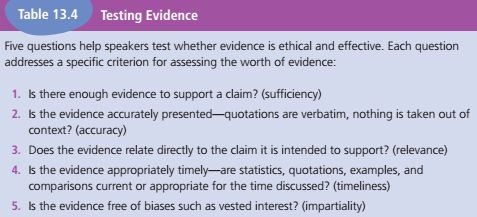 Table 13.4 Testing Evidence
Five questions help speakers test whether evidence is ethical and effective. Each question
addresses a specific criterion for assessing the worth of evidence:
1. Is there enough evidence to support a claim? (sufficiency)
2. Is the evidence accurately presented—quotations are verbatim, nothing is taken out of
context? (accuracy)
3. Does the evidence relate directly to the claim it is intended to support? (relevance)
4. Is the evidence appropriately timely—are statistics, quotations, examples, and
comparisons current or appropriate for the time discussed? (timeliness)
5. Is the evidence free of biases such as vested interest? (impartiality)